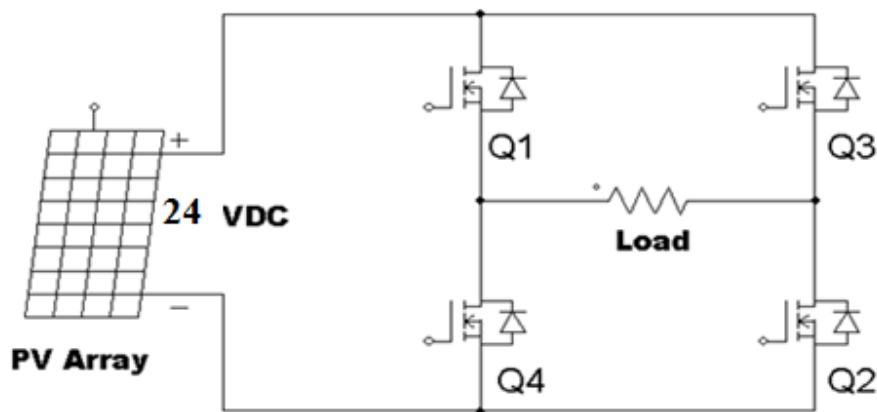 Q1
Q3
+
24 VDC
Load
−
PV Array
Q4
Q2